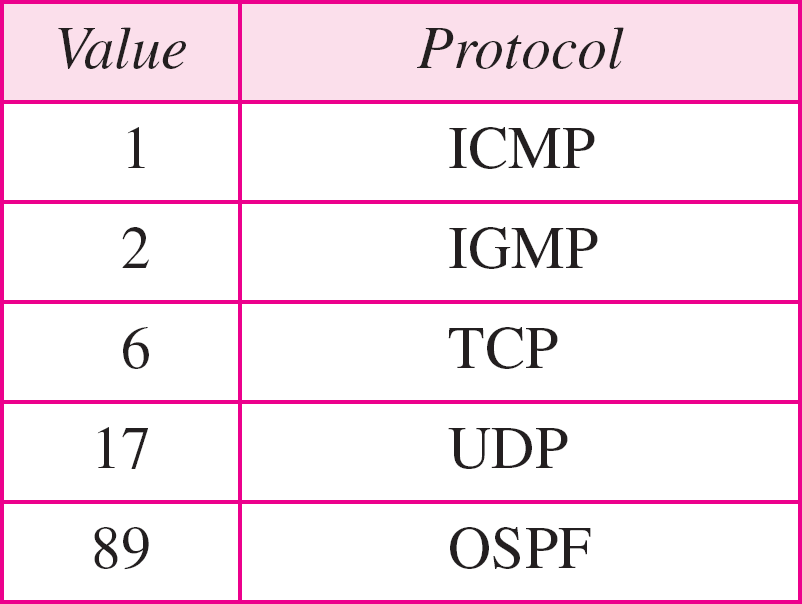 Value Protocol
1 ICMP
2 IGMP
6 TCP
17 UDP
89 OSPF